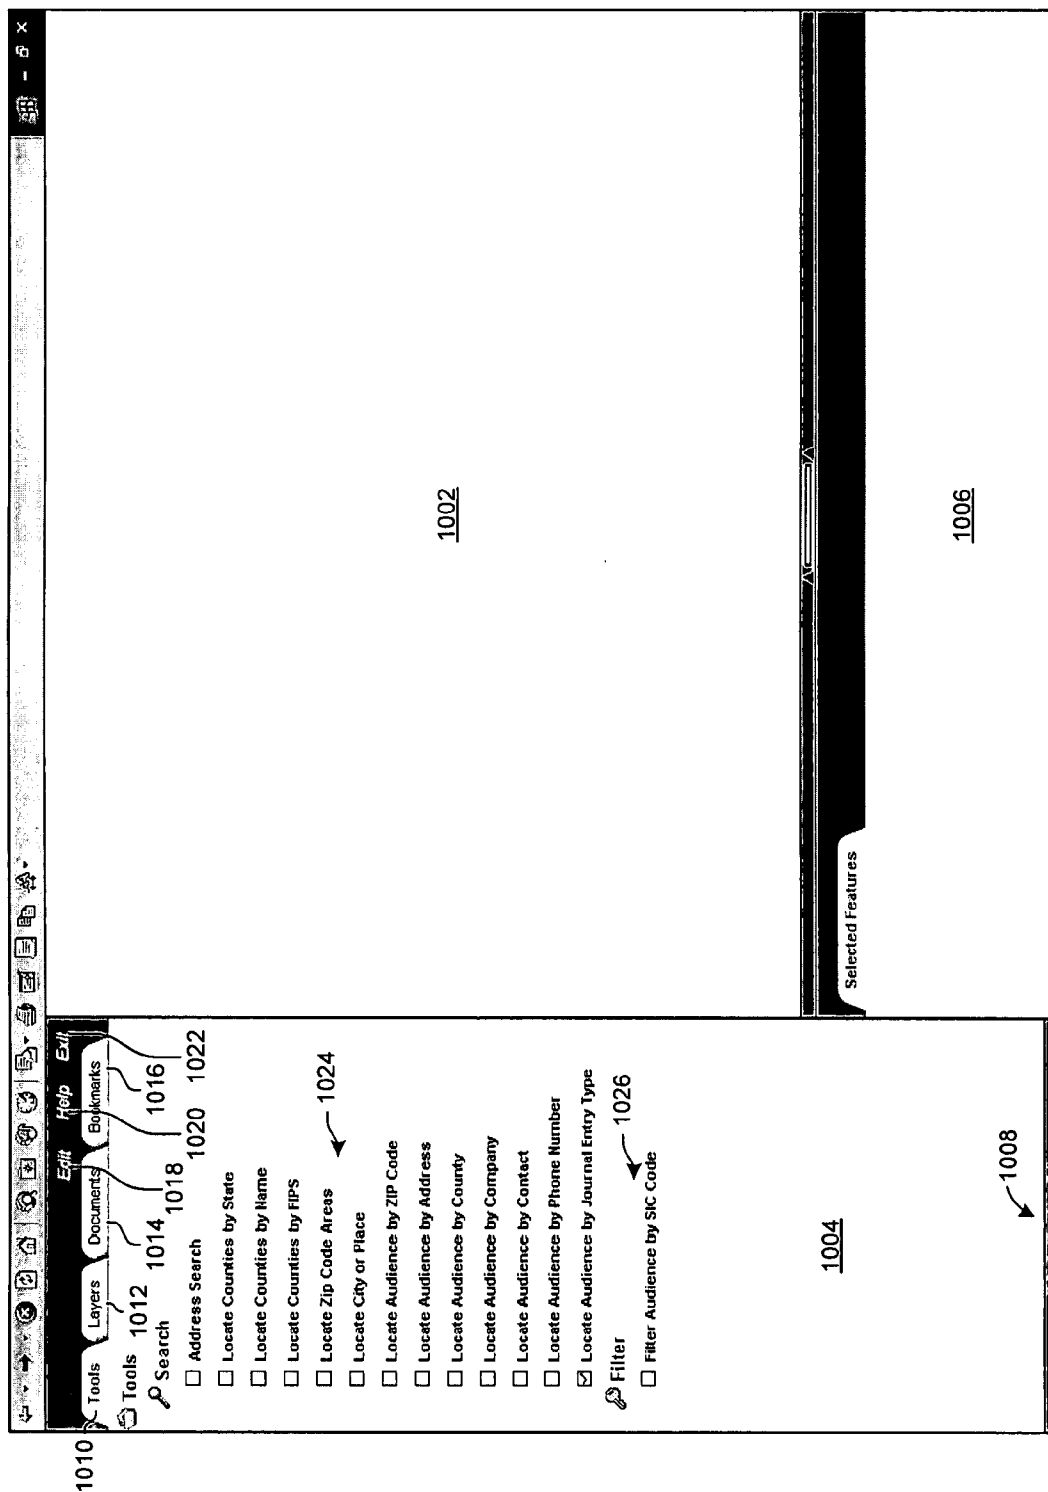 Edit Help Exit
1010
Tools Layers Documents Bookmarks
1012 1014 1016
1018 1020 1022
Tools
Search
Address Search
Locate Counties by State
Locate Counties by Name
Locate Counties by FIPS
Locate Zip Code Areas
1024
Locate City or Place
Locate Audience by ZIP Code
Locate Audience by Address
Locate Audience by County
Locate Audience by Company
Locate Audience by Contact
Locate Audience by Phone Number
Locate Audience by Journal Entry Type
Filter
1026
Filter Audience by SIC Code
1004
1008
1002
Selected Features
1006